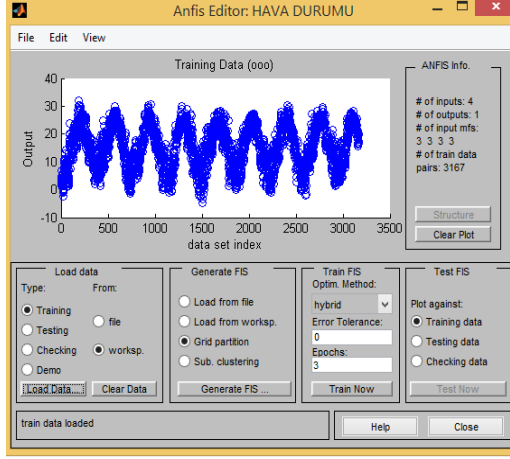 Anfis Editor: HAVA DURUMU
File Edit View
Training Data (ooo)
40
30
20
10
0
-10
Output
0 500 1000 1500 2000 2500 3000 3500
data set index
ANFIS Info.
# of inputs: 4
# of outputs: 1
# of input mfs:
3 3 3 3
# of train data
pairs: 3167
Structure
Clear Plot
Load data
Type: From:
Training
Testing
Checking
Demo
file
worksp.
Load Data... Clear Data
Generate FIS
Load from file
Load from worksp.
Grid partition
Sub. clustering
Generate FIS ...
Train FIS
Optim. Method:
hybrid
Error Tolerance:
0
Epochs:
3
Train Now
Test FIS
Plot against:
Training data
Testing data
Checking data
Test Now
train data loaded
Help Close